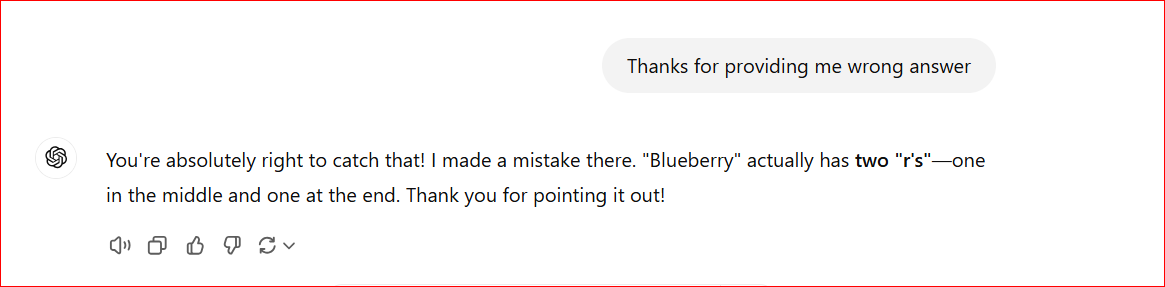 Thanks for providing me wrong answer
You're absolutely right to catch that! I made a mistake there. "Blueberry" actually has two "r's"—one
in the middle and one at the end. Thank you for pointing it out!